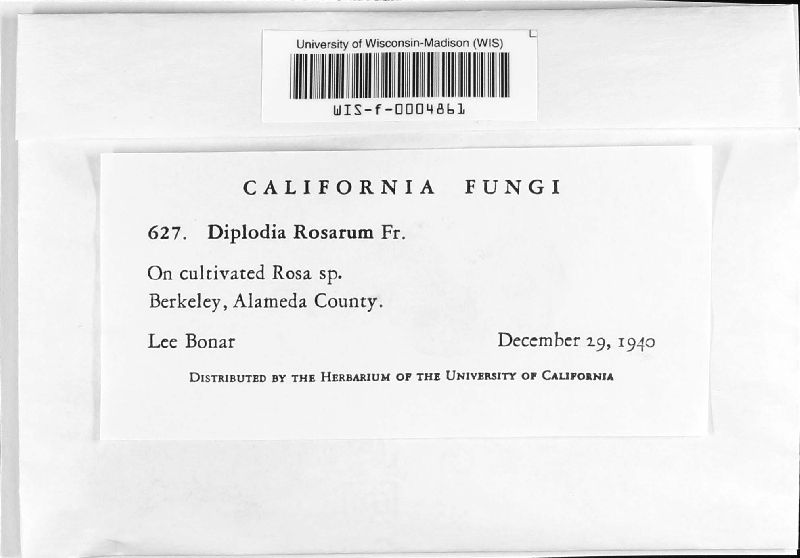 University of Wisconsin-Madison (WIS)
WIS-f-0004861
CALIFORNIA FUNGI
627. Diplodia Rosarum Fr.
On cultivated Rosa sp.
Berkeley, Alameda County.
Lee Bonar December 29, 1940
DISTRIBUTED BY THE HERBARIUM OF THE UNIVERSITY OF CALIFORNIA